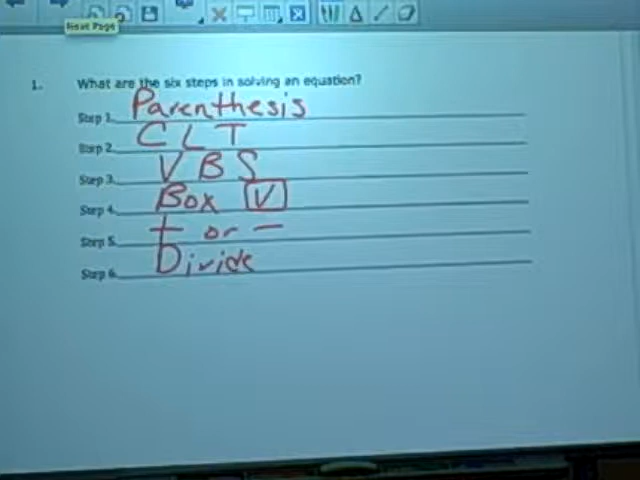 Next Page
1. What are the six steps in solving an equation?
Step 1. Parenthesis
Step 2. C L T
Step 3. V B S
Step 4. Box V
Step 5. + or −
Step 6. Divide